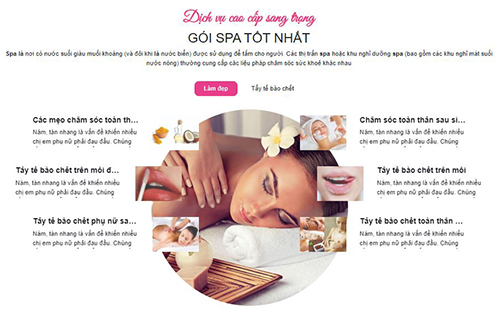 Dịch vụ cao cấp sang trọng
GÓI SPA TỐT NHẤT
Spa là nơi có nước suối giàu muối khoáng (và đôi khi là nước biển) được sử dụng để tắm cho người. Các thị trấn spa hoặc khu nghỉ dưỡng spa (bao gồm các khu nghỉ mát suối
nước nóng) thường cung cấp các liệu pháp chăm sóc sức khoẻ khác nhau
Làm đẹp
Tẩy tế bào chết
Các mẹo chăm sóc toàn th...
Nám, tàn nhang là vấn đề khiến nhiều
chị em phụ nữ phải đau đầu. Chúng
Tẩy tế bào chết trên môi đ...
Nám, tàn nhang là vấn đề khiến nhiều
chị em phụ nữ phải đau đầu. Chúng
Tẩy tế bào chết phụ nữ sa...
Nám, tàn nhang là vấn đề khiến nhiều
chị em phụ nữ phải đau đầu. Chúng
Chăm sóc toàn thân sau si...
Nám, tàn nhang là vấn đề khiến nhiều
chị em phụ nữ phải đau đầu. Chúng
Tẩy tế bào chết trên môi
Nám, tàn nhang là vấn đề khiến nhiều
chị em phụ nữ phải đau đầu. Chúng
Tẩy tế bào chết toàn thân ...
Nám, tàn nhang là vấn đề khiến nhiều
chị em phụ nữ phải đau đầu. Chúng